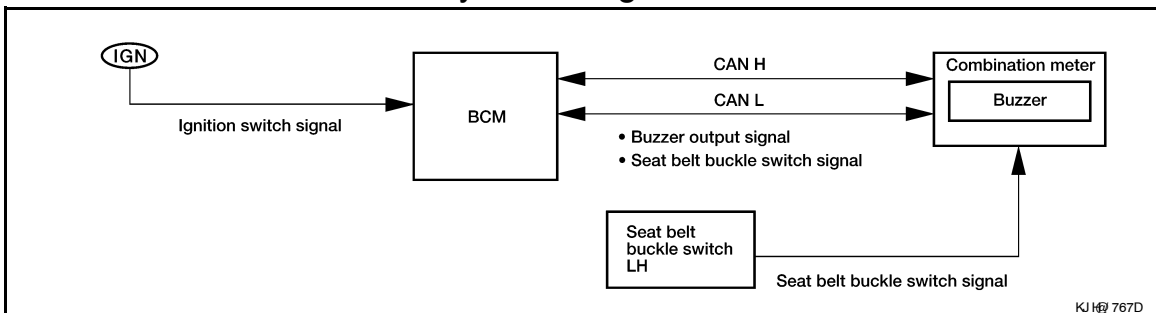 IGN
Ignition switch signal
BCM
CAN H
CAN L
• Buzzer output signal
• Seat belt buckle switch signal
Combination meter
Buzzer
Seat belt
buckle switch
LH
Seat belt buckle switch signal